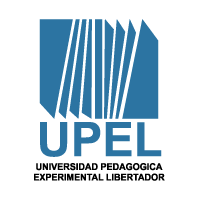 UPEL
UNIVERSIDAD PEDAGOGICA
EXPERIMENTAL LIBERTADOR